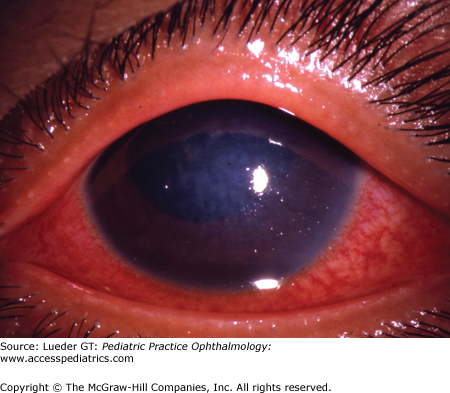 Source: Lueder GT: Pediatric Practice Ophthalmology:
www.accesspediatrics.com
Copyright © The McGraw-Hill Companies, Inc. All rights reserved.